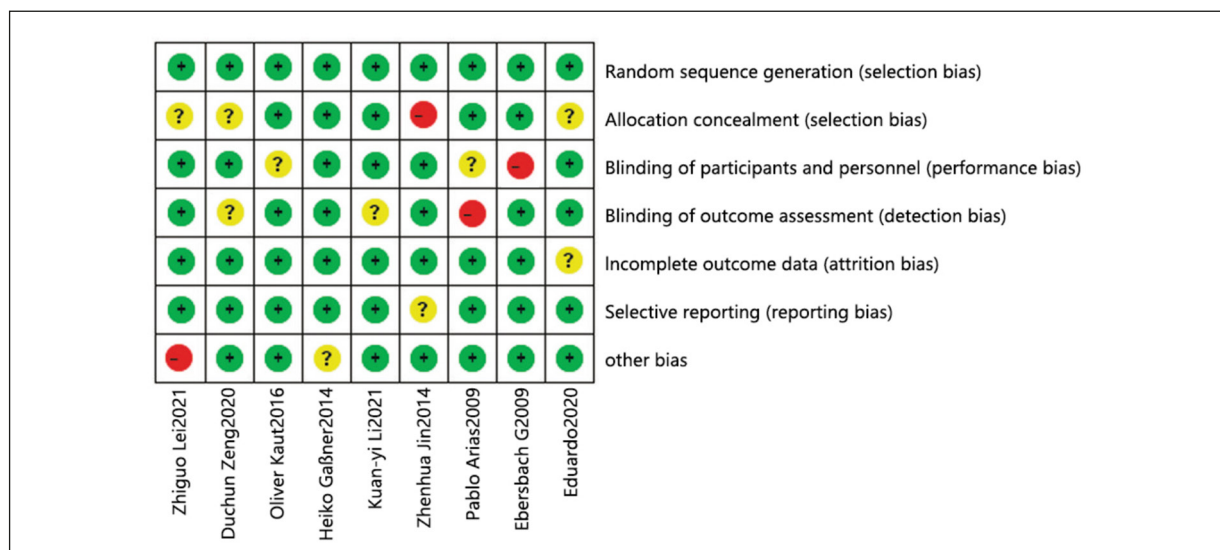 + + + + + + + + + Random sequence generation (selection bias)
? ? + + + - + + ? Allocation concealment (selection bias)
+ + ? + + + ? - + Blinding of participants and personnel (performance bias)
+ ? + + ? + - + + Blinding of outcome assessment (detection bias)
+ + + + + + + + ? Incomplete outcome data (attrition bias)
+ + + + + ? + + + Selective reporting (reporting bias)
- + + ? + + + + + other bias
Zhiguo Lei2021
Duchun Zeng2020
Oliver Kaut2016
Heiko Gaßner2014
Kuan-yi Li2021
Zhenhua Jin2014
Pablo Arias2009
Ebersbach G2009
Eduardo2020